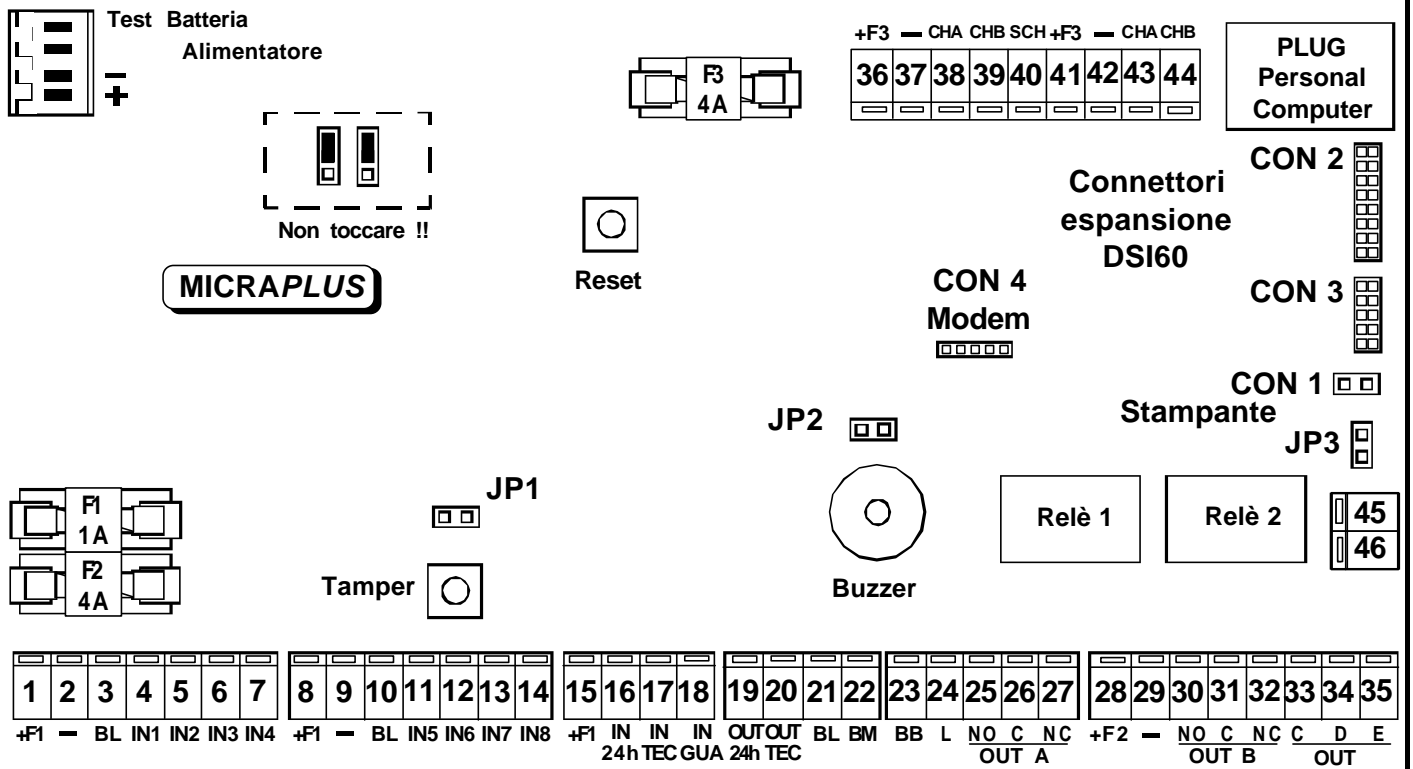 Test Batteria
Alimentatore
Non toccare !!
MICRAPLUS
F3
4A
Reset
+F3 — CHA CHB SCH +F3 — CHA CHB
36 37 38 39 40 41 42 43 44
PLUG
Personal
Computer
CON 2
Connettori
espansione
DSI60
CON 3
CON 4
Modem
CON 1
Stampante
JP2
JP3
JP1
F1
1A
F2
4A
Tamper
Buzzer
Relè 1
Relè 2
45
46
1 2 3 4 5 6 7 8 9 10 11 12 13 14 15 16 17 18 19 20 21 22 23 24 25 26 27 28 29 30 31 32 33 34 35
+F1 — BL IN1 IN2 IN3 IN4 +F1 — BL IN5 IN6 IN7 IN8 +F1 IN IN IN OUT OUT BL BM BB L NO C NC +F2 — NO C NC C D E
24h TEC GUA 24h TEC OUT A OUT B OUT